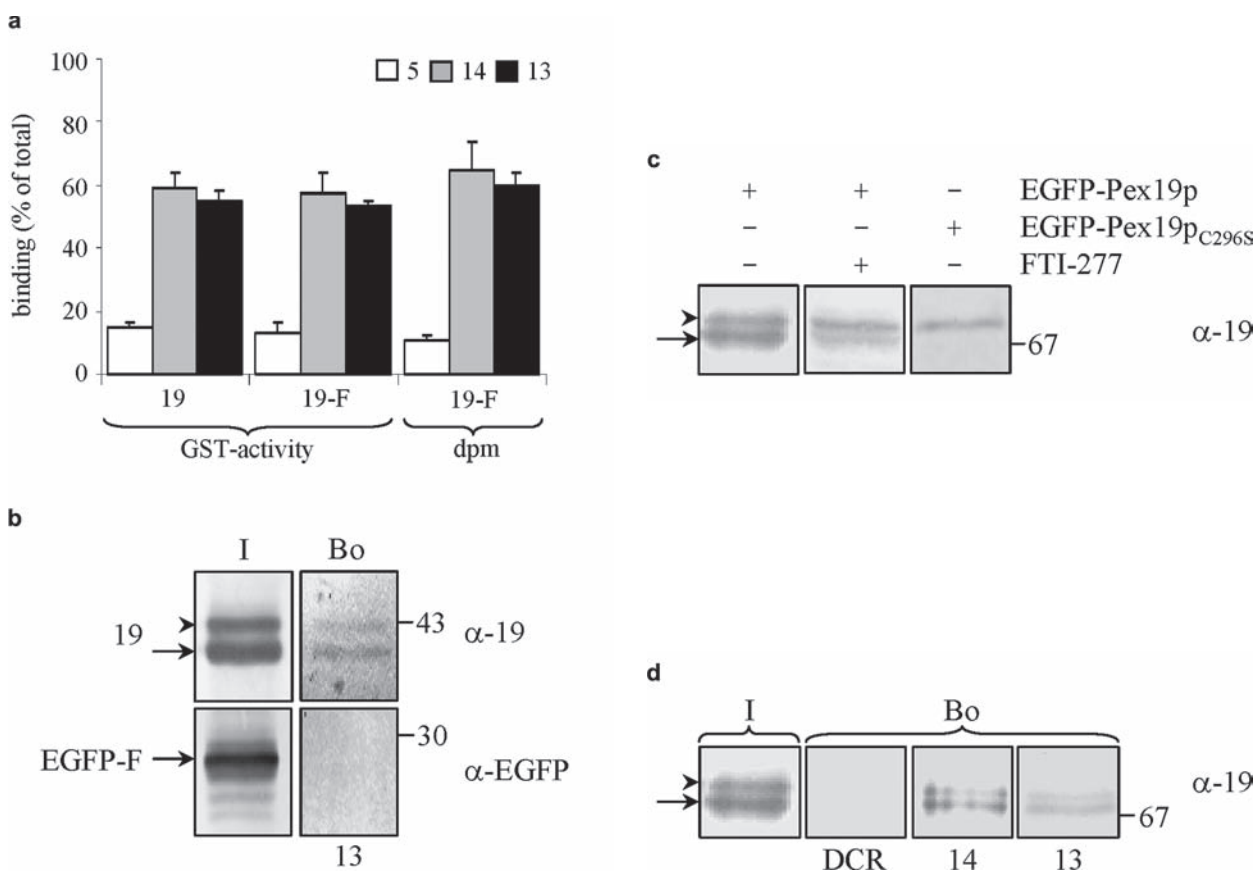 a
100
80
60
40
20
0
binding (% of total)
5 14 13
19 19-F 19-F
GST-activity dpm
b
I Bo
19
43
α-19
EGFP-F
30
α-EGFP
13
c
+ + − EGFP-Pex19p
− − + EGFP-Pex19pC296S
− + − FTI-277
67
α-19
d
I Bo
α-19
67
DCR 14 13